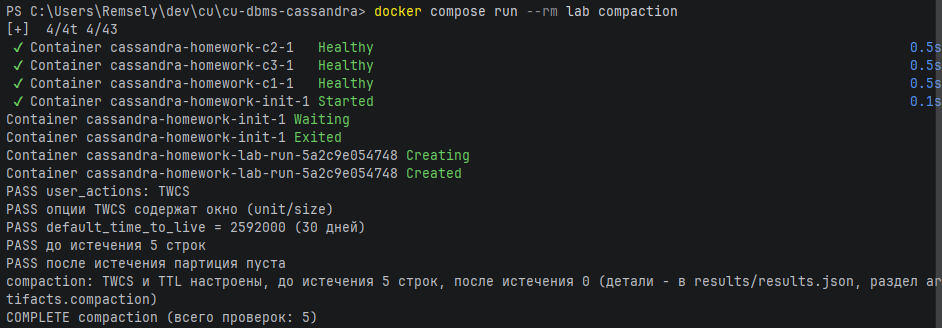 PS C:\Users\Remsely\dev\cu\cu-dbms-cassandra> docker compose run --rm lab compaction
[+]  4/4t 4/43
✓ Container cassandra-homework-c2-1   Healthy 0.5s
✓ Container cassandra-homework-c3-1   Healthy 0.5s
✓ Container cassandra-homework-c1-1   Healthy 0.5s
✓ Container cassandra-homework-init-1 Started 0.1s
Container cassandra-homework-init-1 Waiting
Container cassandra-homework-init-1 Exited
Container cassandra-homework-lab-run-5a2c9e054748 Creating
Container cassandra-homework-lab-run-5a2c9e054748 Created
PASS user_actions: TWCS
PASS опции TWCS содержат окно (unit/size)
PASS default_time_to_live = 2592000 (30 дней)
PASS до истечения 5 строк
PASS после истечения партиция пуста
compaction: TWCS и TTL настроены, до истечения 5 строк, после истечения 0 (детали - в results/results.json, раздел ar
tifacts.compaction)
COMPLETE compaction (всего проверок: 5)